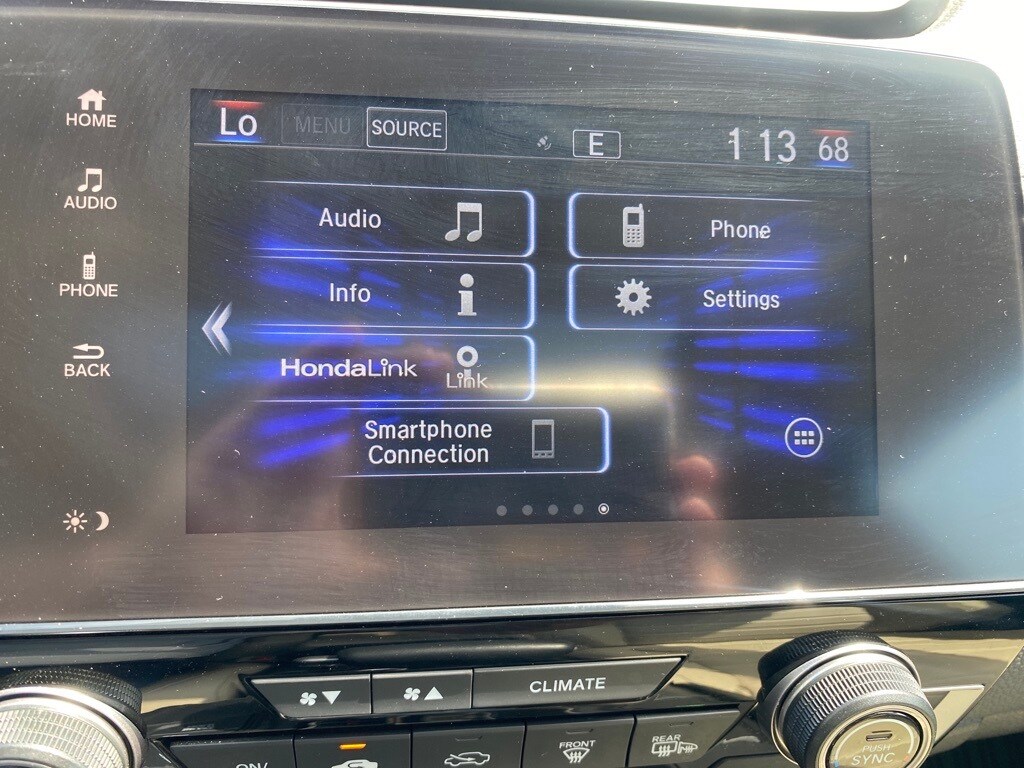 HOME
AUDIO
PHONE
BACK
Lo MENU SOURCE E 1 13 68
Audio
Phone
Info
Settings
HondaLink Link
Smartphone
Connection
CLIMATE
ON/
FRONT
REAR
PUSH
SYNC